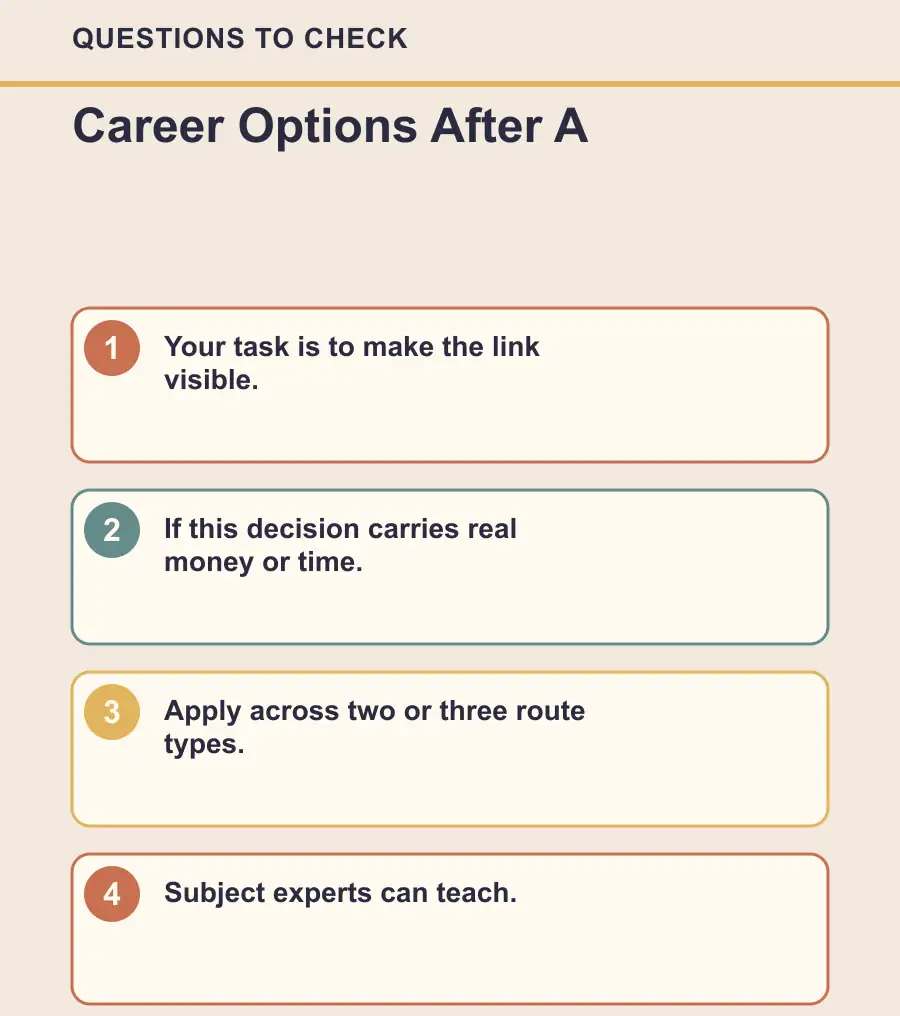 QUESTIONS TO CHECK
Career Options After A
1
Your task is to make the link
visible.
2
If this decision carries real
money or time.
3
Apply across two or three route
types.
4
Subject experts can teach.